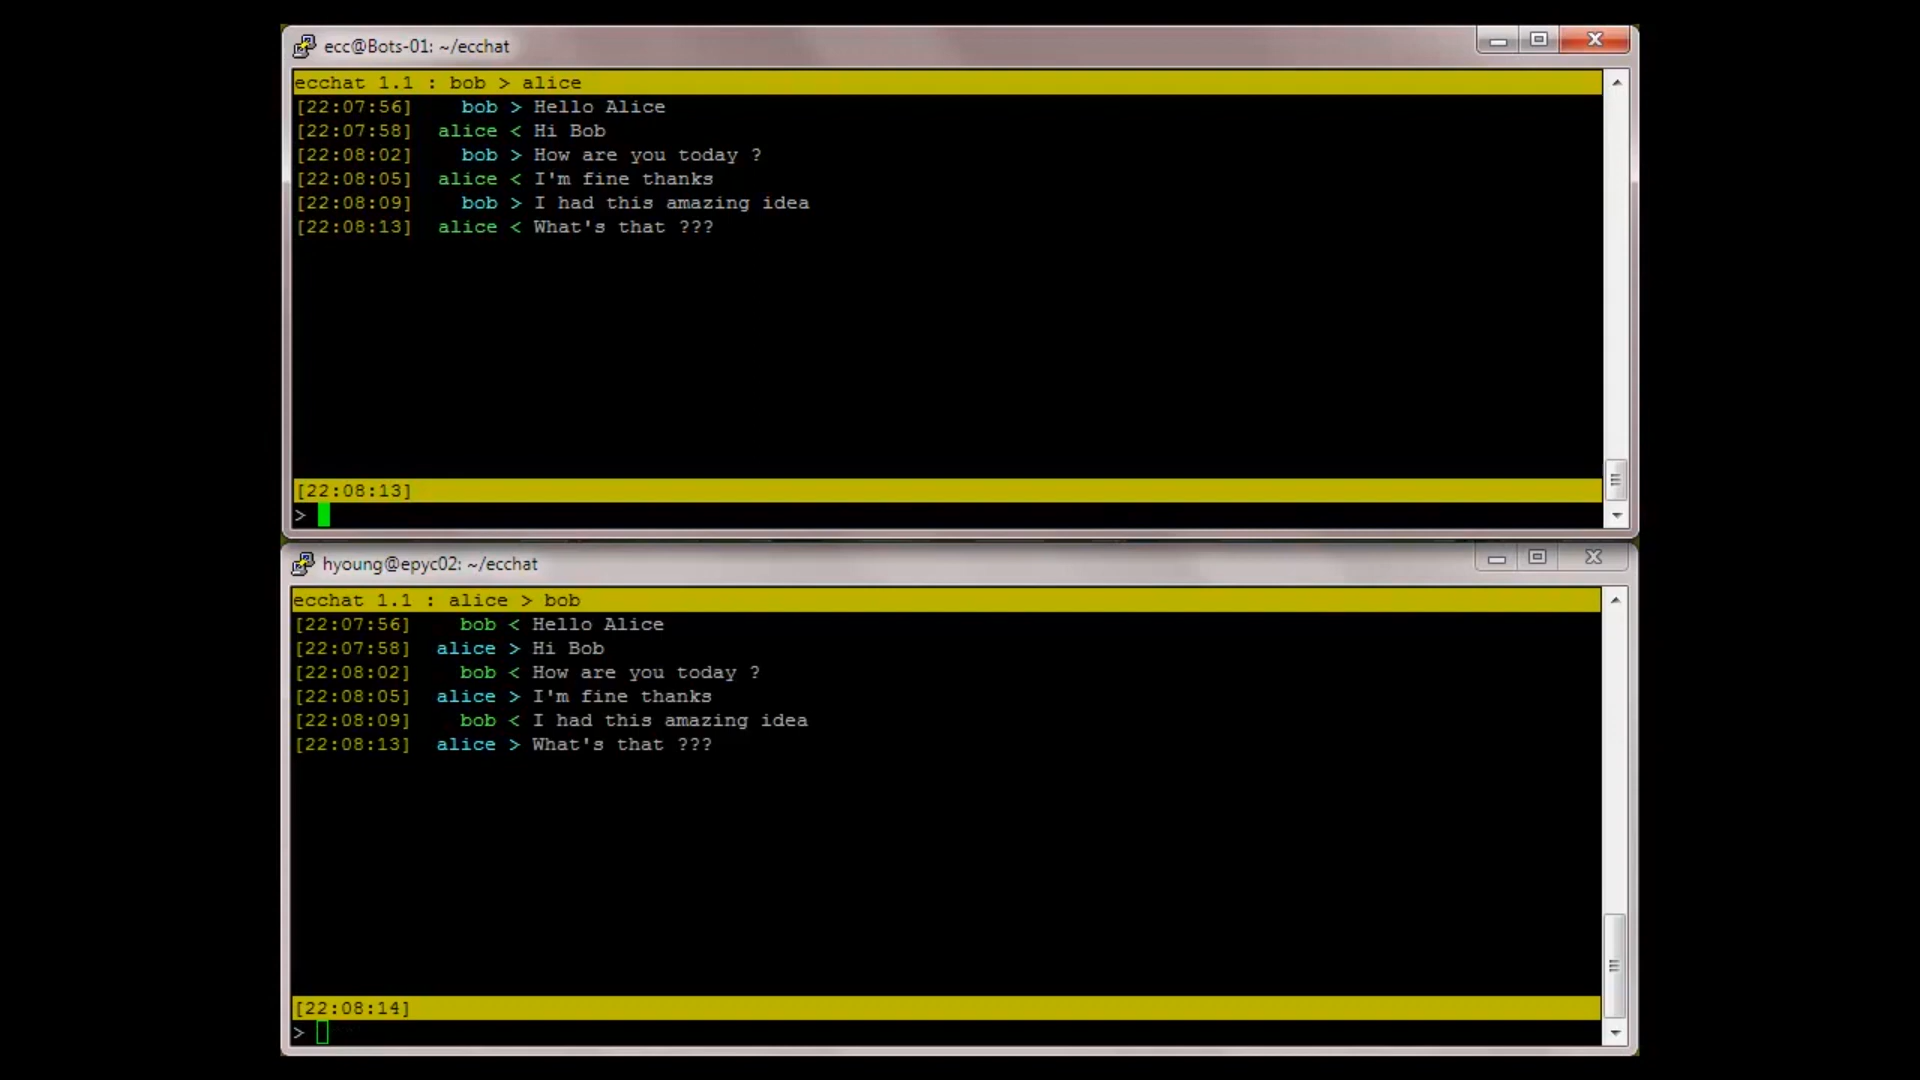 ecc@Bots-01: ~/ecchat
ecchat 1.1 : bob > alice
[22:07:56] bob > Hello Alice
[22:07:58] alice < Hi Bob
[22:08:02] bob > How are you today ?
[22:08:05] alice < I'm fine thanks
[22:08:09] bob > I had this amazing idea
[22:08:13] alice < What's that ???
[22:08:13]
>
hyoung@epyc02: ~/ecchat
ecchat 1.1 : alice > bob
[22:07:56] bob < Hello Alice
[22:07:58] alice > Hi Bob
[22:08:02] bob < How are you today ?
[22:08:05] alice > I'm fine thanks
[22:08:09] bob < I had this amazing idea
[22:08:13] alice > What's that ???
[22:08:14]
>